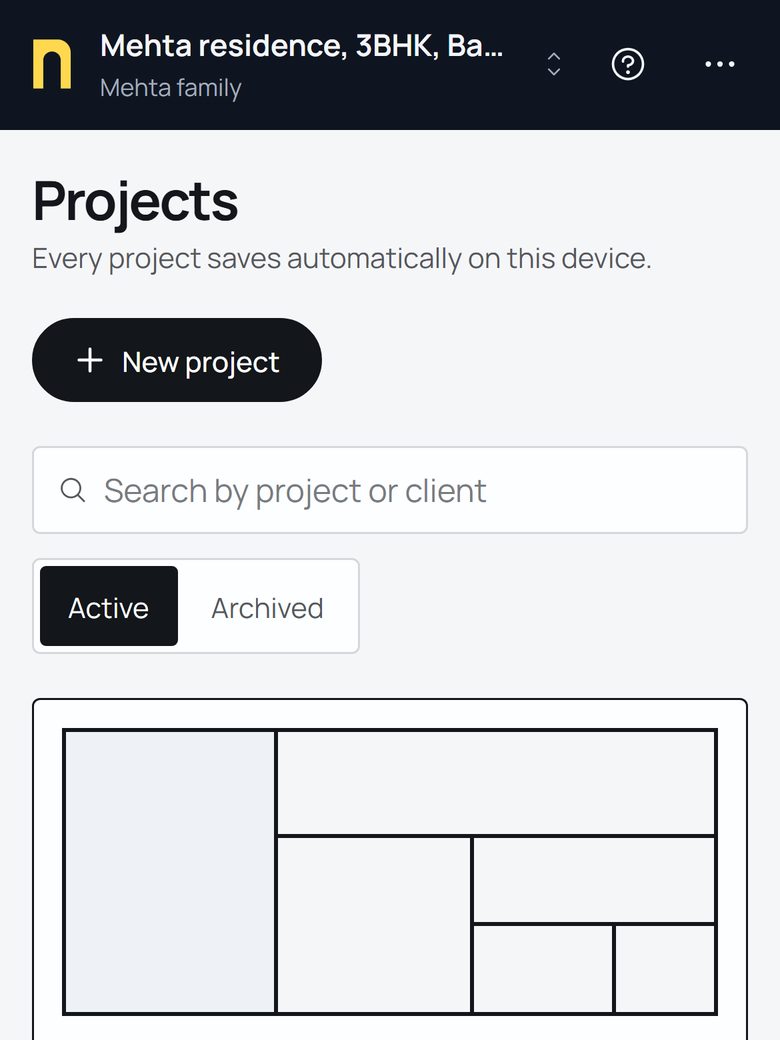 n
Mehta residence, 3BHK, Ba...
Mehta family
Projects
Every project saves automatically on this device.
New project
Search by project or client
Active
Archived